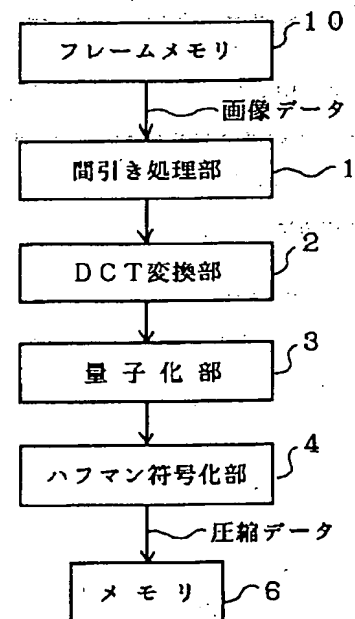 10
フレームメモリ
画像データ
間引き処理部
1
2
DCT変換部
3
量子化部
4
ハフマン符号化部
圧縮データ
メモリ
6